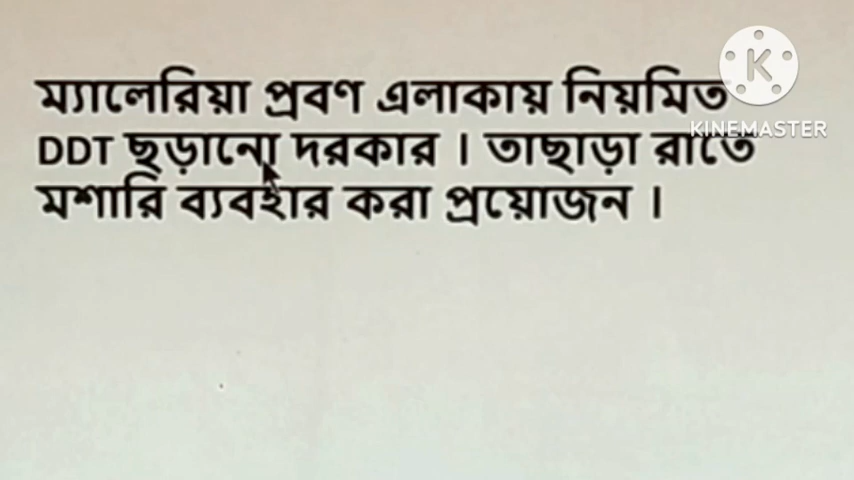 ম্যালেরিয়া প্রবণ এলাকায় নিয়মিত
DDT ছড়ানো দরকার । তাছাড়া রাতে
মশারি ব্যবহার করা প্রয়োজন ।
K
KINEMASTER